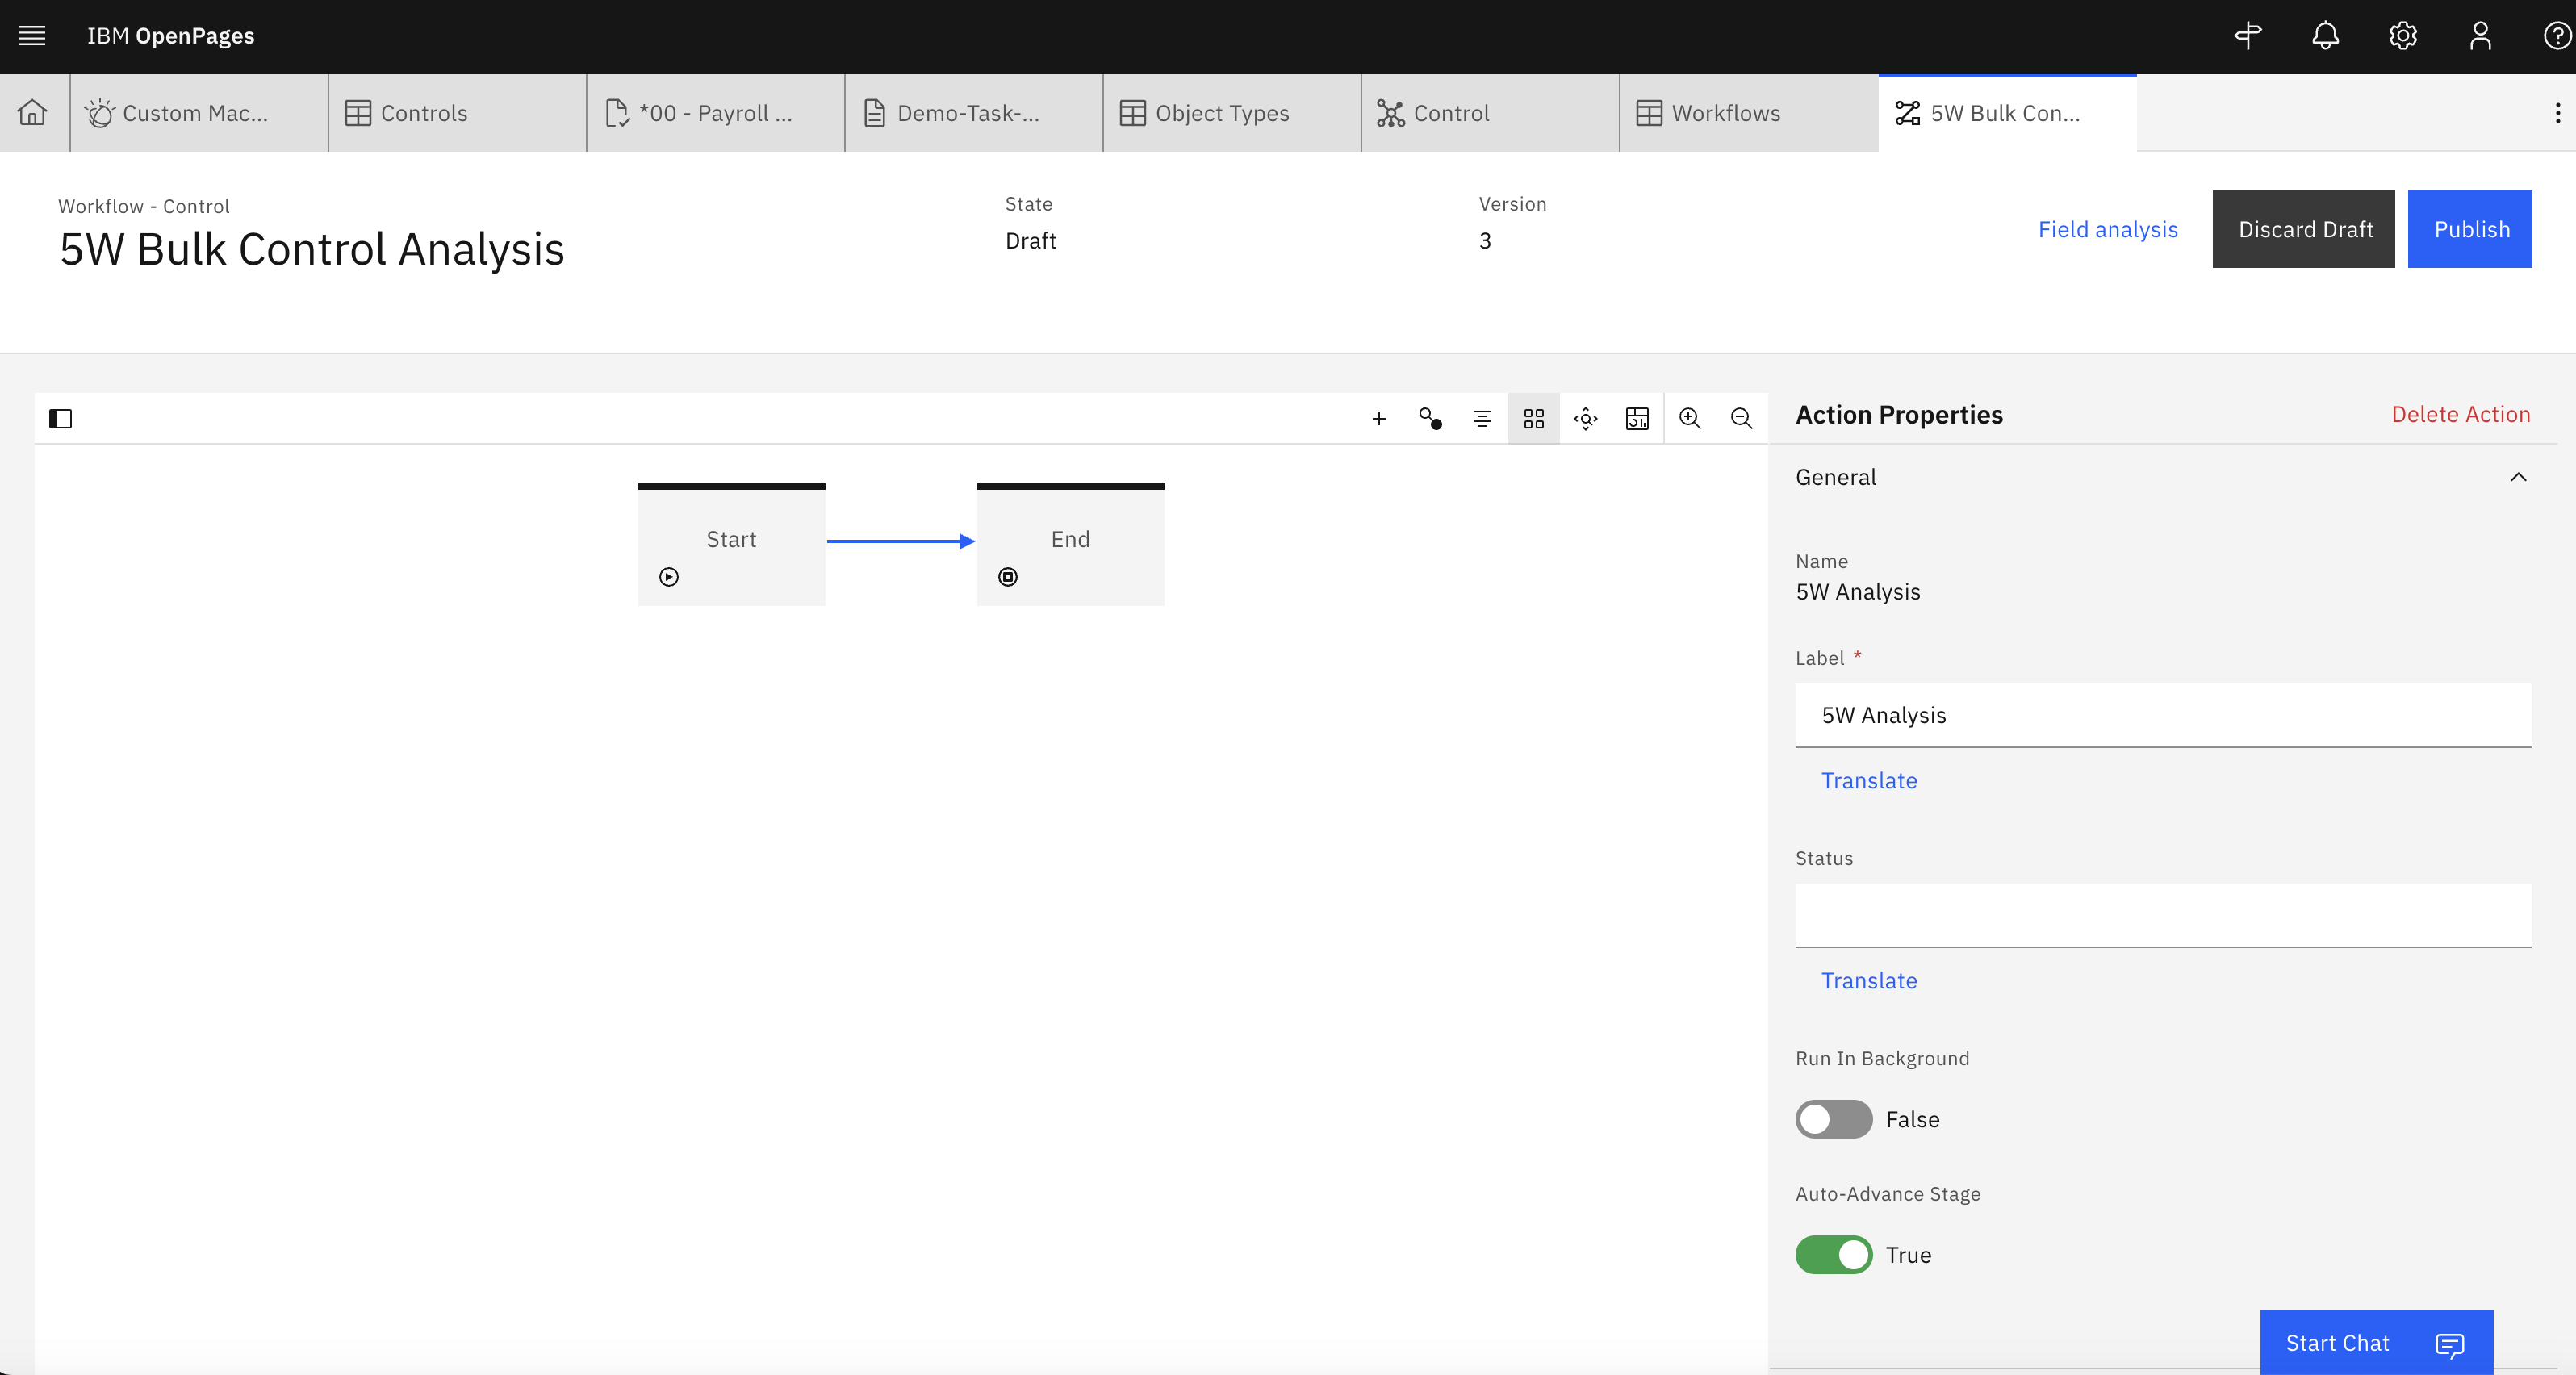 IBM OpenPages
Custom Mac...
Controls
*00 - Payroll ...
Demo-Task-...
Object Types
Control
Workflows
5W Bulk Con...
Workflow - Control
5W Bulk Control Analysis
State
Draft
Version
3
Field analysis
Discard Draft
Publish
Start
End
Action Properties
Delete Action
General
Name
5W Analysis
Label *
5W Analysis
Translate
Status
Translate
Run In Background
False
Auto-Advance Stage
True
Start Chat